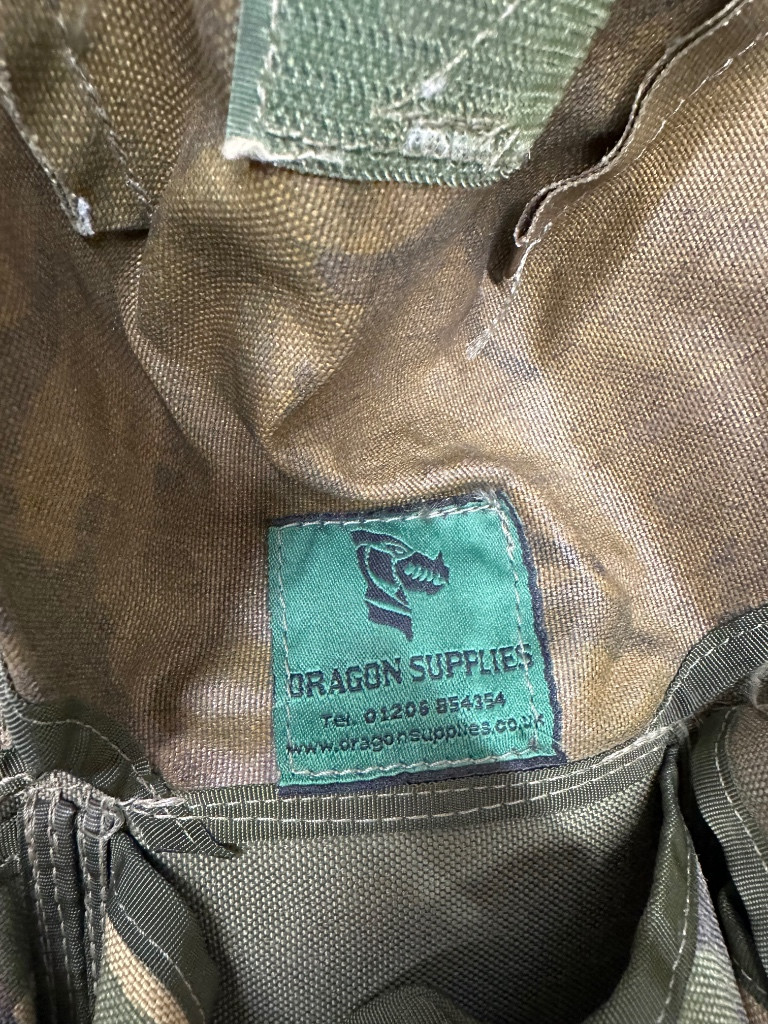 DRAGON SUPPLIES
TEL 01206 854354
www.dragonsupplies.co.uk